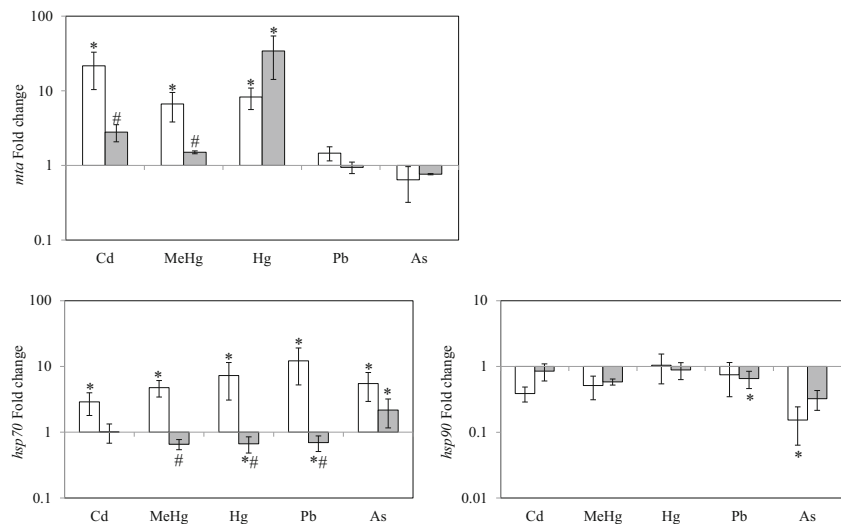 100
10
1
0.1
mta Fold change
* # * # * *
Cd MeHg Hg Pb As
100
10
1
0.1
hsp70 Fold change
* * * * * *
# *# *#
Cd MeHg Hg Pb As
10
1
0.1
0.01
hsp90 Fold change
* *
Cd MeHg Hg Pb As